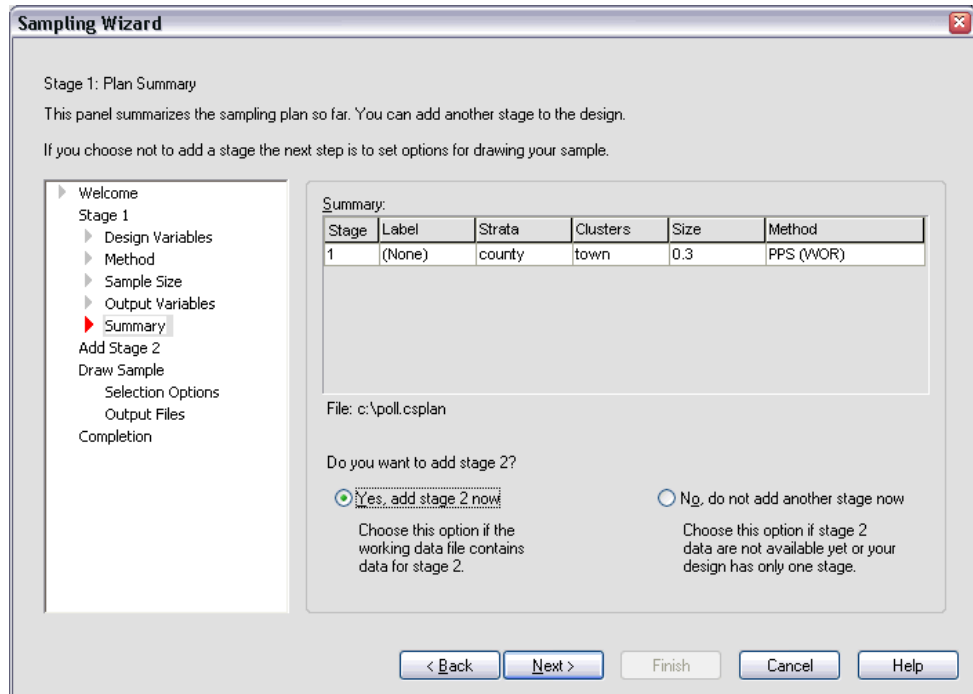 Sampling Wizard
Stage 1: Plan Summary
This panel summarizes the sampling plan so far. You can add another stage to the design.
If you choose not to add a stage the next step is to set options for drawing your sample.
Welcome
Stage 1
Design Variables
Method
Sample Size
Output Variables
Summary
Add Stage 2
Draw Sample
Selection Options
Output Files
Completion
Summary:
Stage Label Strata Clusters Size Method
1 (None) county town 0.3 PPS (WOR)
File: c:\poll.csplan
Do you want to add stage 2?
Yes, add stage 2 now
Choose this option if the
working data file contains
data for stage 2.
No, do not add another stage now
Choose this option if stage 2
data are not available yet or your
design has only one stage.
< Back Next > Finish Cancel Help